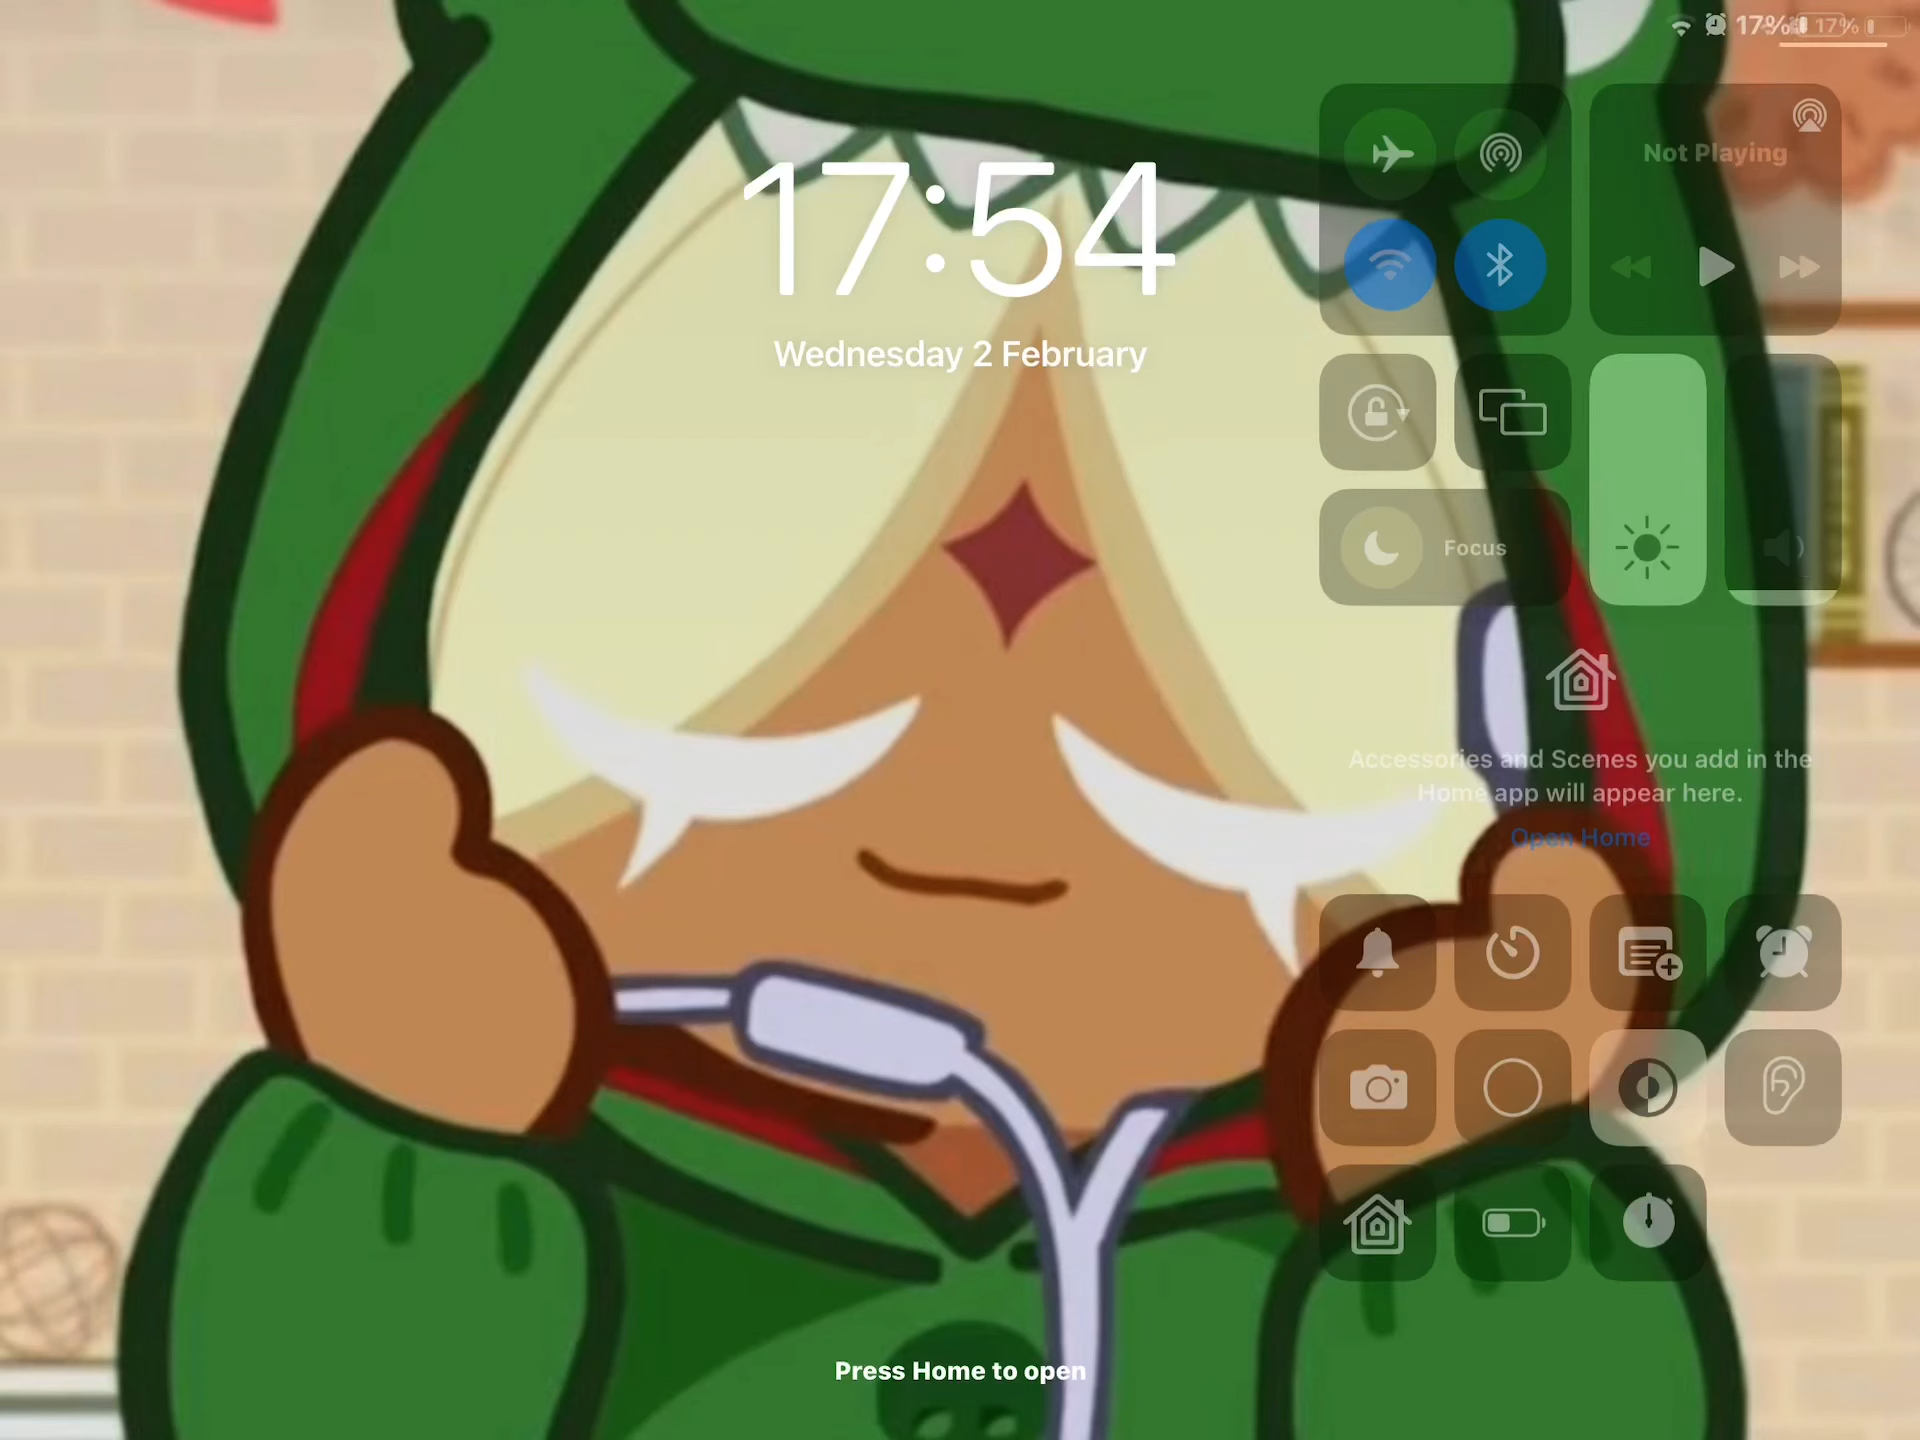 17% 17%
17:54
Wednesday 2 February
Not Playing
Focus
Accessories and Scenes you add in the
Home app will appear here.
Open Home
Press Home to open